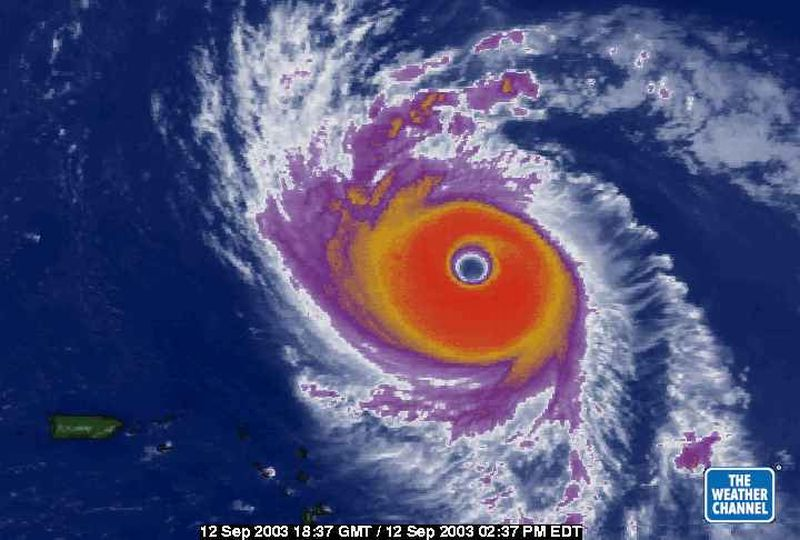 THE
WEATHER
CHANNEL
12 Sep 2003 18:37 GMT / 12 Sep 2003 02:37 PM EDT